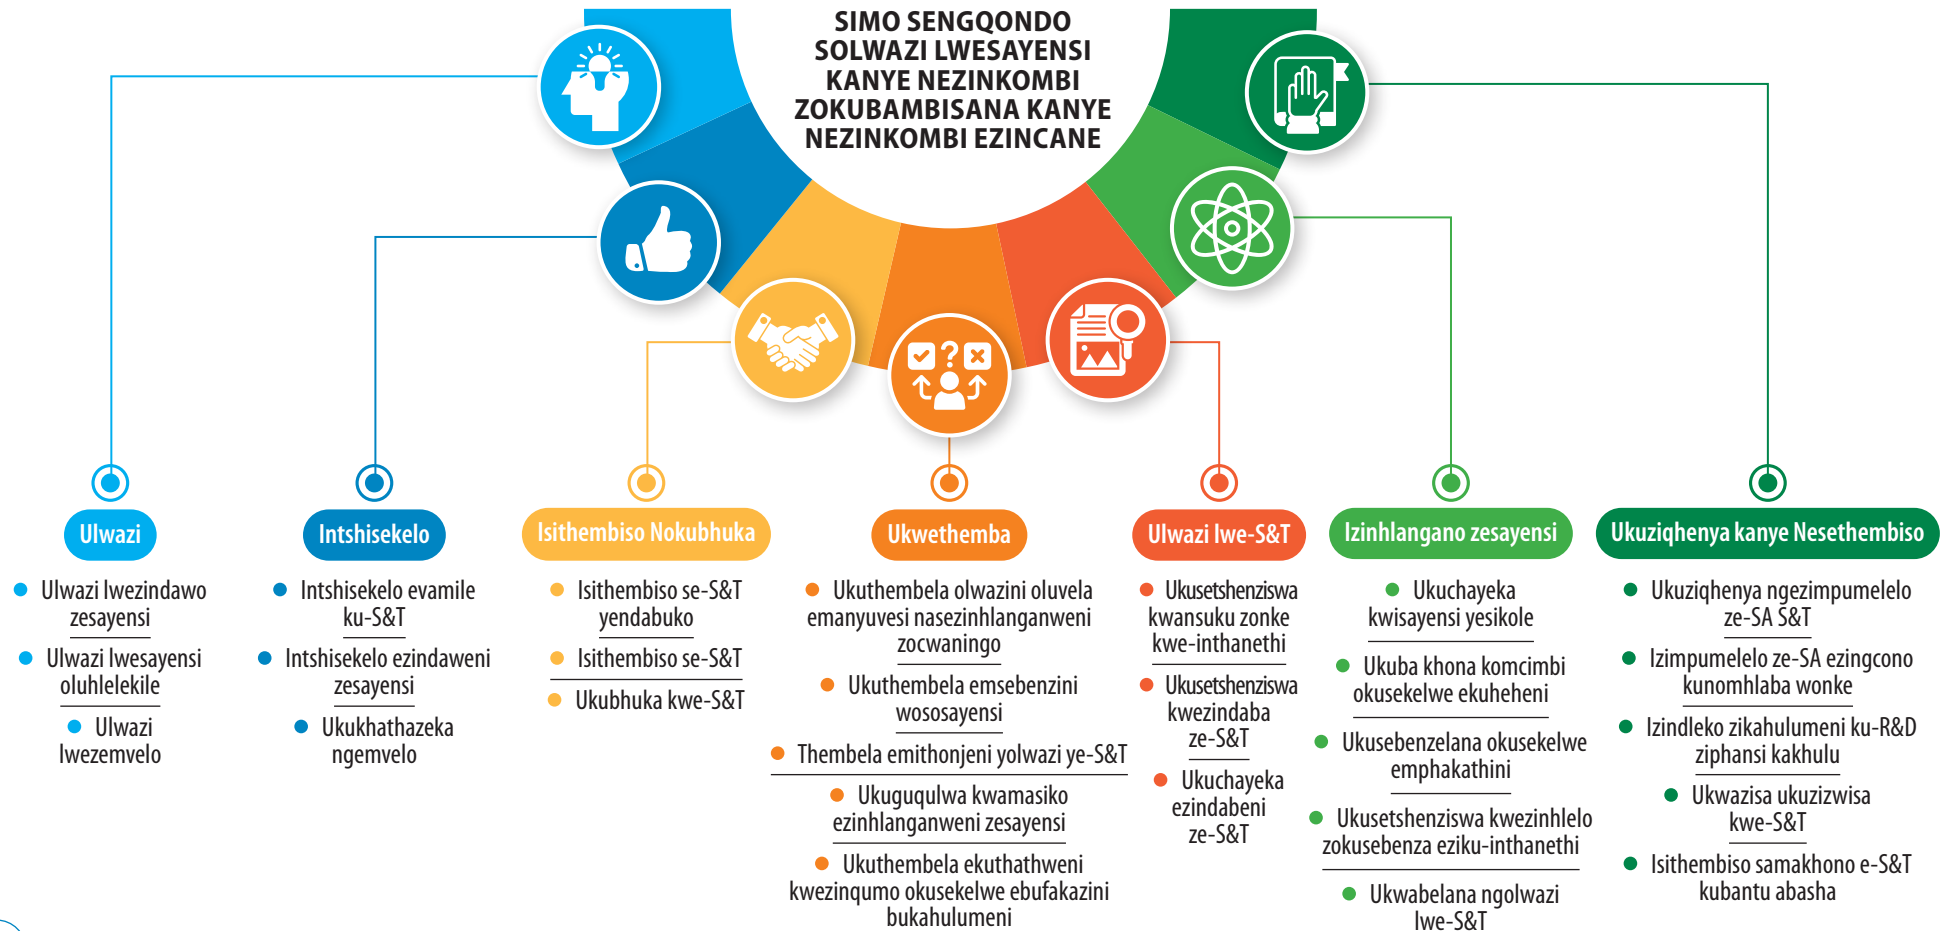 SIMO SENGQONDO
SOLWAZI LWESAYENSI
KANYE NEZINKOMBI
ZOKUBAMBISANA KANYE
NEZINKOMBI EZINCANE
Ulwazi
Ulwazi lwezindawo
zesayensi
Ulwazi lwesayensi
oluhlelekile
Ulwazi
lwezemvelo
Intshisekelo
Intshisekelo evamile
ku-S&T
Intshisekelo ezindaweni
zesayensi
Ukukhathazeka
ngemvelo
Isithembiso Nokubhuka
Isithembiso se-S&T
yendabuko
Isithembiso se-S&T
Ukubhuka kwe-S&T
Ukwethemba
Ukuthembela olwazini oluvela
emanyuvesi nasezinhlanganweni
zocwaningo
Ukuthembela emsebenzini
wososayensi
Thembela emithonjeni yolwazi ye-S&T
Ukuguqulwa kwamasiko
ezinhlanganweni zesayensi
Ukuthembela ekuthathweni
kwezinqumo okusekelwe ebufakazini
bukahulumeni
Ulwazi lwe-S&T
Ukusetshenziswa
kwansuku zonke
kwe-inthanethi
Ukusetshenziswa
kwezindaba
ze-S&T
Ukuchayeka
ezindabeni
ze-S&T
Izinhlangano zesayensi
Ukuchayeka
kwisayensi yesikole
Ukuba khona komcimbi
okusekelwe ekuheheni
Ukusebenzelana okusekelwe
emphakathini
Ukusetshenziswa kwezinhlelo
zokusebenza eziku-inthanethi
Ukwabelana ngolwazi
lwe-S&T
Ukuziqhenya kanye Nesethembiso
Ukuziqhenya ngezimpumelelo
ze-SA S&T
Izimpumelelo ze-SA ezingcono
kunomhlaba wonke
Izindleko zikahulumeni ku-R&D
ziphansi kakhulu
Ukwazisa ukuzizwisa
kwe-S&T
Isithembiso samakhono e-S&T
kubantu abasha